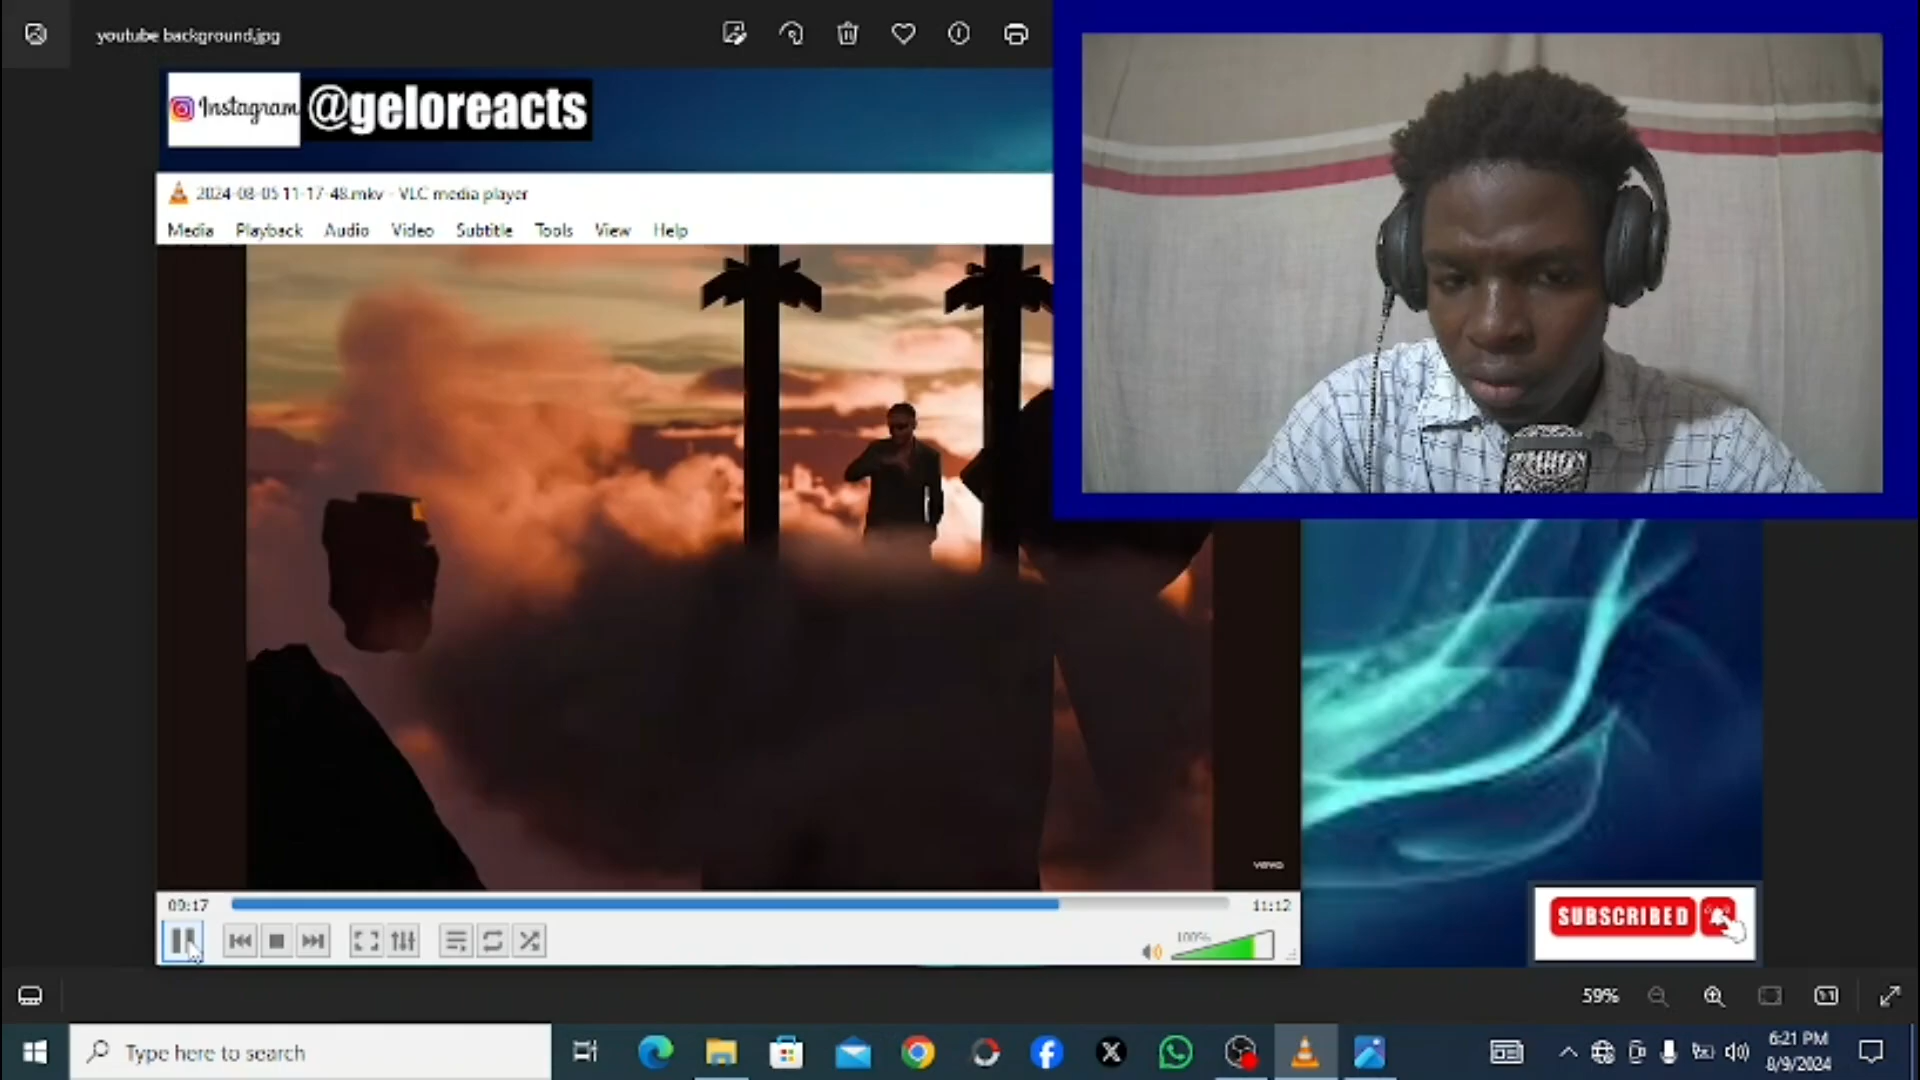 youtube background.jpg
Instagram @geloreacts
2024-08-05 11-17-48.mkv - VLC media player
Media Playback Audio Video Subtitle Tools View Help
vevo
09:17
11:12
100%
SUBSCRIBED
59%
1:1
Type here to search
6:21 PM
8/9/2024